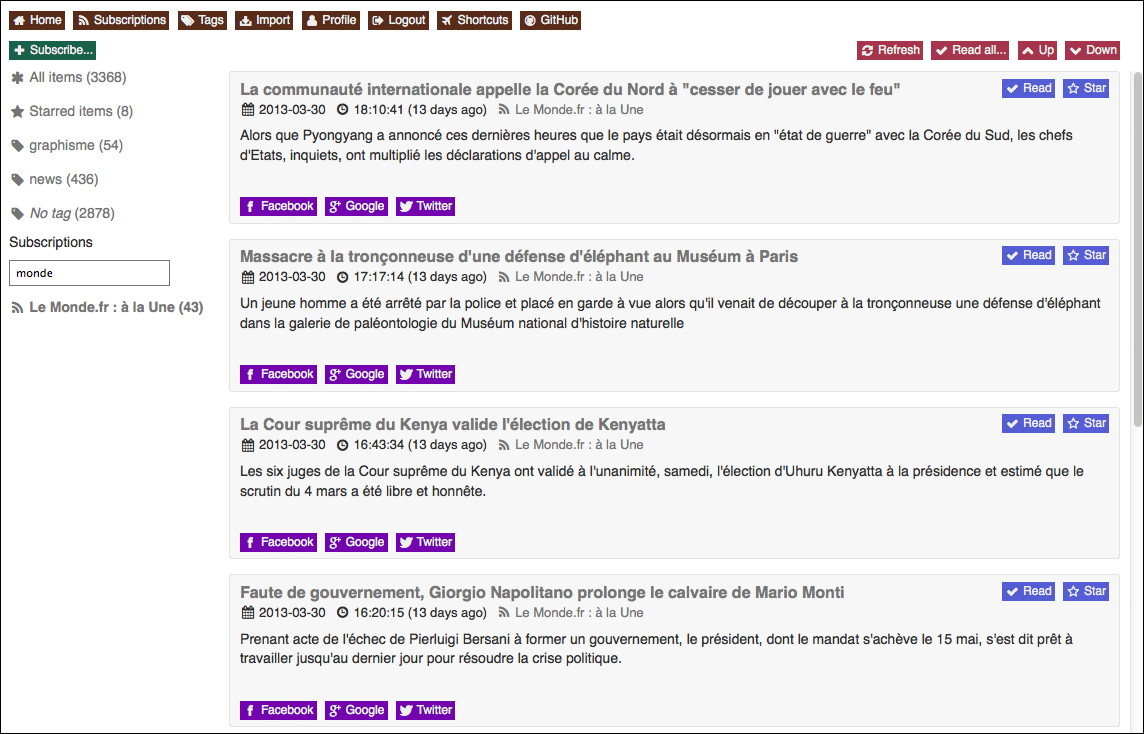 Home Subscriptions Tags Import Profile Logout Shortcuts GitHub
Subscribe... Refresh Read all... Up Down
All items (3368)
Starred items (8)
graphisme (54)
news (436)
No tag (2878)
Subscriptions
monde
Le Monde.fr : à la Une (43)
La communauté internationale appelle la Corée du Nord à "cesser de jouer avec le feu" Read Star
2013-03-30 18:10:41 (13 days ago) Le Monde.fr : à la Une
Alors que Pyongyang a annoncé ces dernières heures que le pays était désormais en "état de guerre" avec la Corée du Sud, les chefs
d'Etats, inquiets, ont multiplié les déclarations d'appel au calme.
Facebook Google Twitter
Massacre à la tronçonneuse d'une défense d'éléphant au Muséum à Paris Read Star
2013-03-30 17:17:14 (13 days ago) Le Monde.fr : à la Une
Un jeune homme a été arrêté par la police et placé en garde à vue alors qu'il venait de découper à la tronçonneuse une défense d'éléphant
dans la galerie de paléontologie du Muséum national d'histoire naturelle
Facebook Google Twitter
La Cour suprême du Kenya valide l'élection de Kenyatta Read Star
2013-03-30 16:43:34 (13 days ago) Le Monde.fr : à la Une
Les six juges de la Cour suprême du Kenya ont validé à l'unanimité, samedi, l'élection d'Uhuru Kenyatta à la présidence et estimé que le
scrutin du 4 mars a été libre et honnête.
Facebook Google Twitter
Faute de gouvernement, Giorgio Napolitano prolonge le calvaire de Mario Monti Read Star
2013-03-30 16:20:15 (13 days ago) Le Monde.fr : à la Une
Prenant acte de l'échec de Pierluigi Bersani à former un gouvernement, le président, dont le mandat s'achève le 15 mai, s'est dit prêt à
travailler jusqu'au dernier jour pour résoudre la crise politique.
Facebook Google Twitter